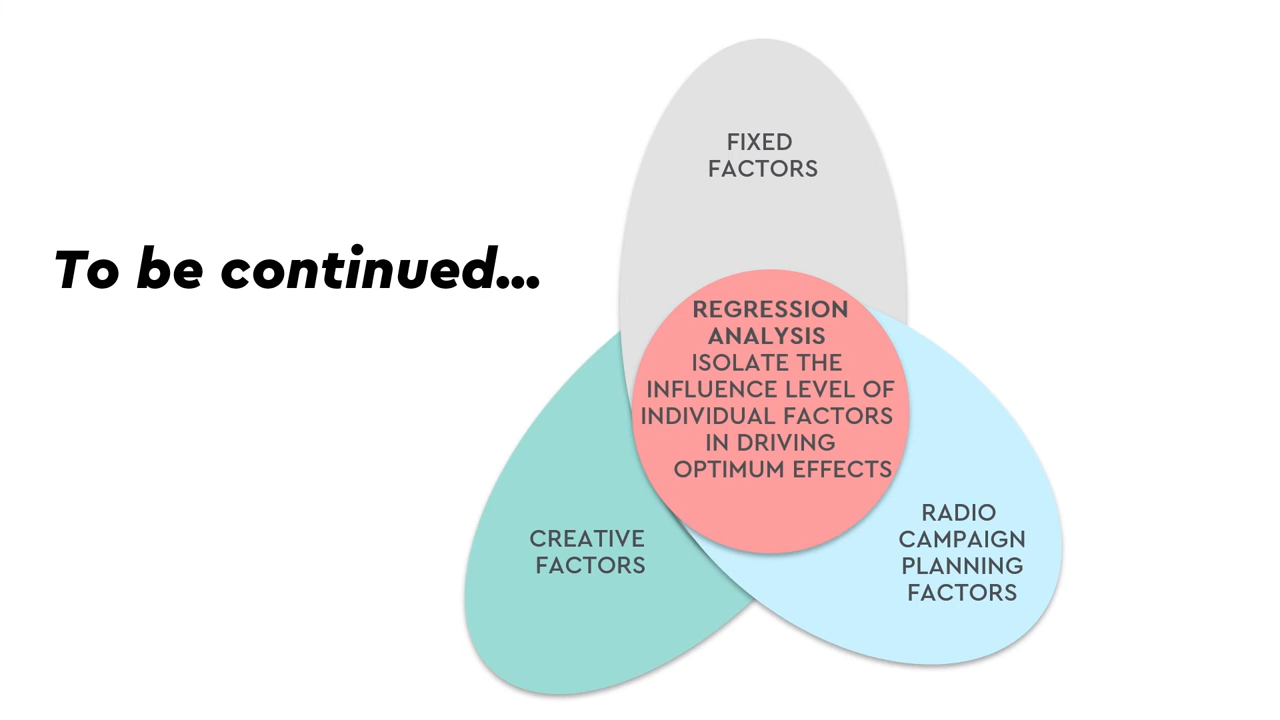 To be continued...
FIXED
FACTORS
REGRESSION
ANALYSIS
ISOLATE THE
INFLUENCE LEVEL OF
INDIVIDUAL FACTORS
IN DRIVING
OPTIMUM EFFECTS
CREATIVE
FACTORS
RADIO
CAMPAIGN
PLANNING
FACTORS